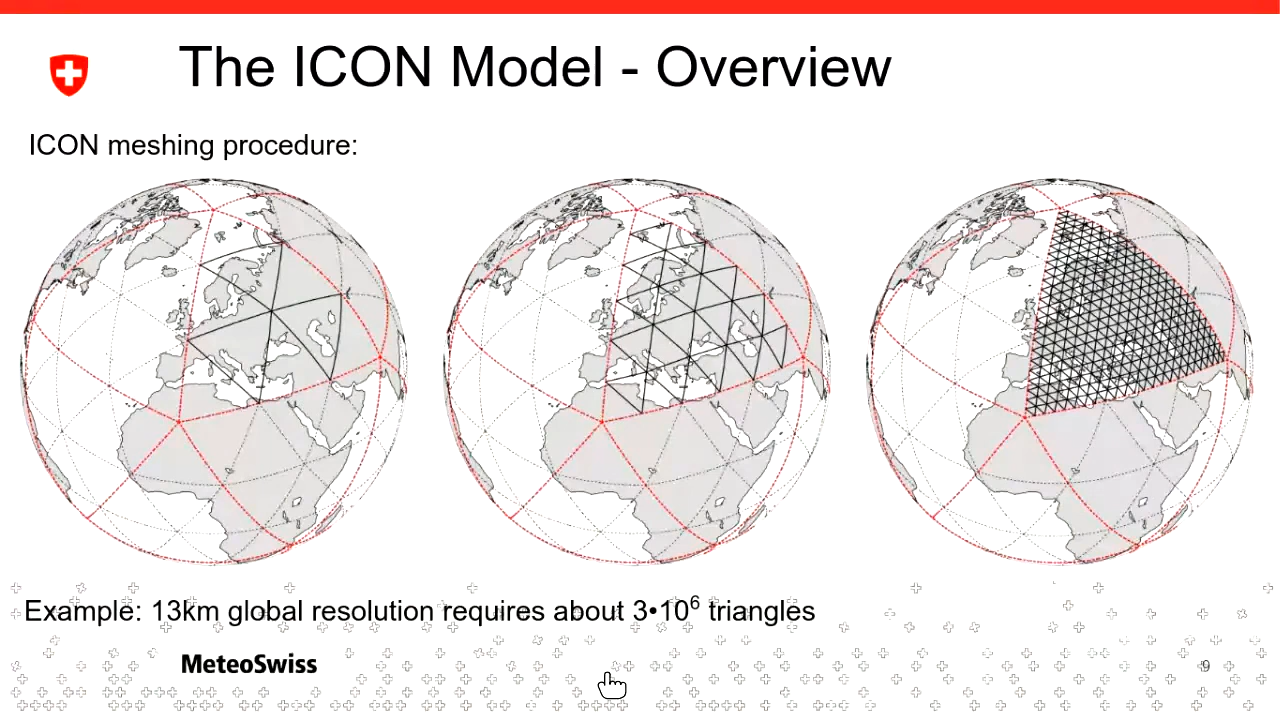 The ICON Model - Overview
ICON meshing procedure:
Example: 13km global resolution requires about 3•10⁶ triangles
MeteoSwiss
9